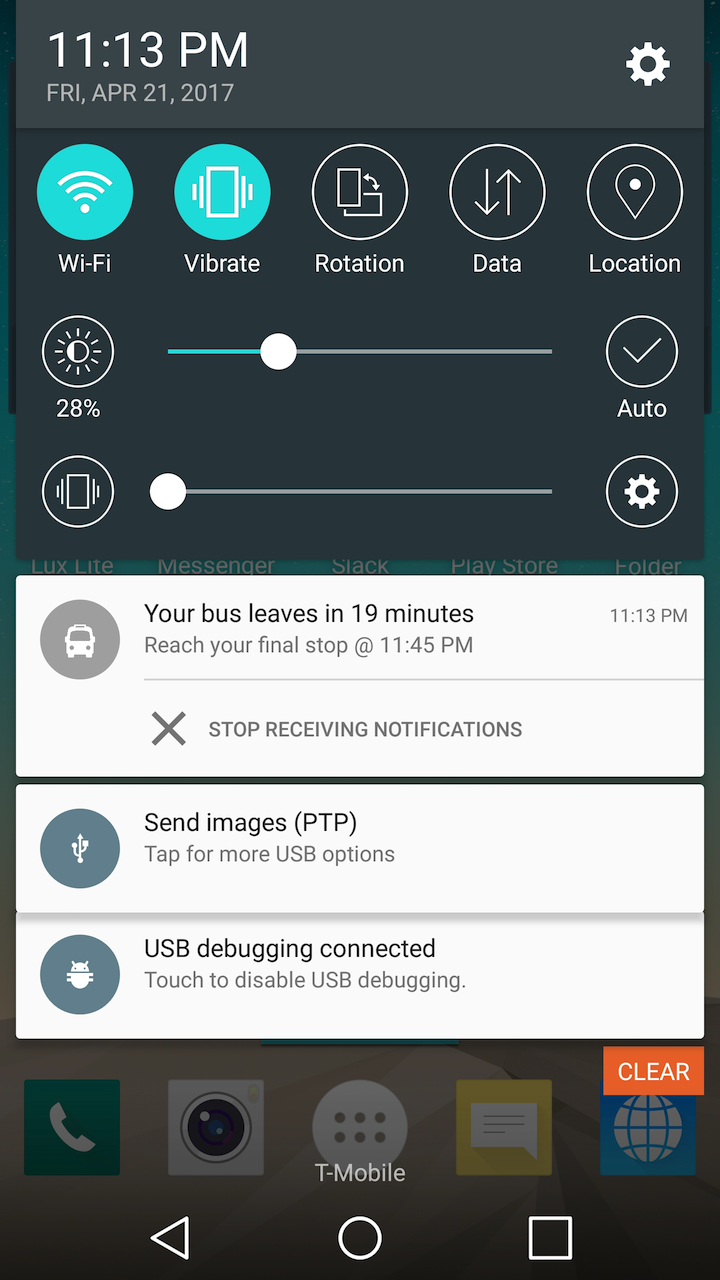 11:13 PM
FRI, APR 21, 2017
Wi-Fi
Vibrate
Rotation
Data
Location
28%
Auto
Lux Lite
Messenger
Slack
Play Store
Folder
Your bus leaves in 19 minutes
11:13 PM
Reach your final stop @ 11:45 PM
STOP RECEIVING NOTIFICATIONS
Send images (PTP)
Tap for more USB options
USB debugging connected
Touch to disable USB debugging.
CLEAR
T-Mobile